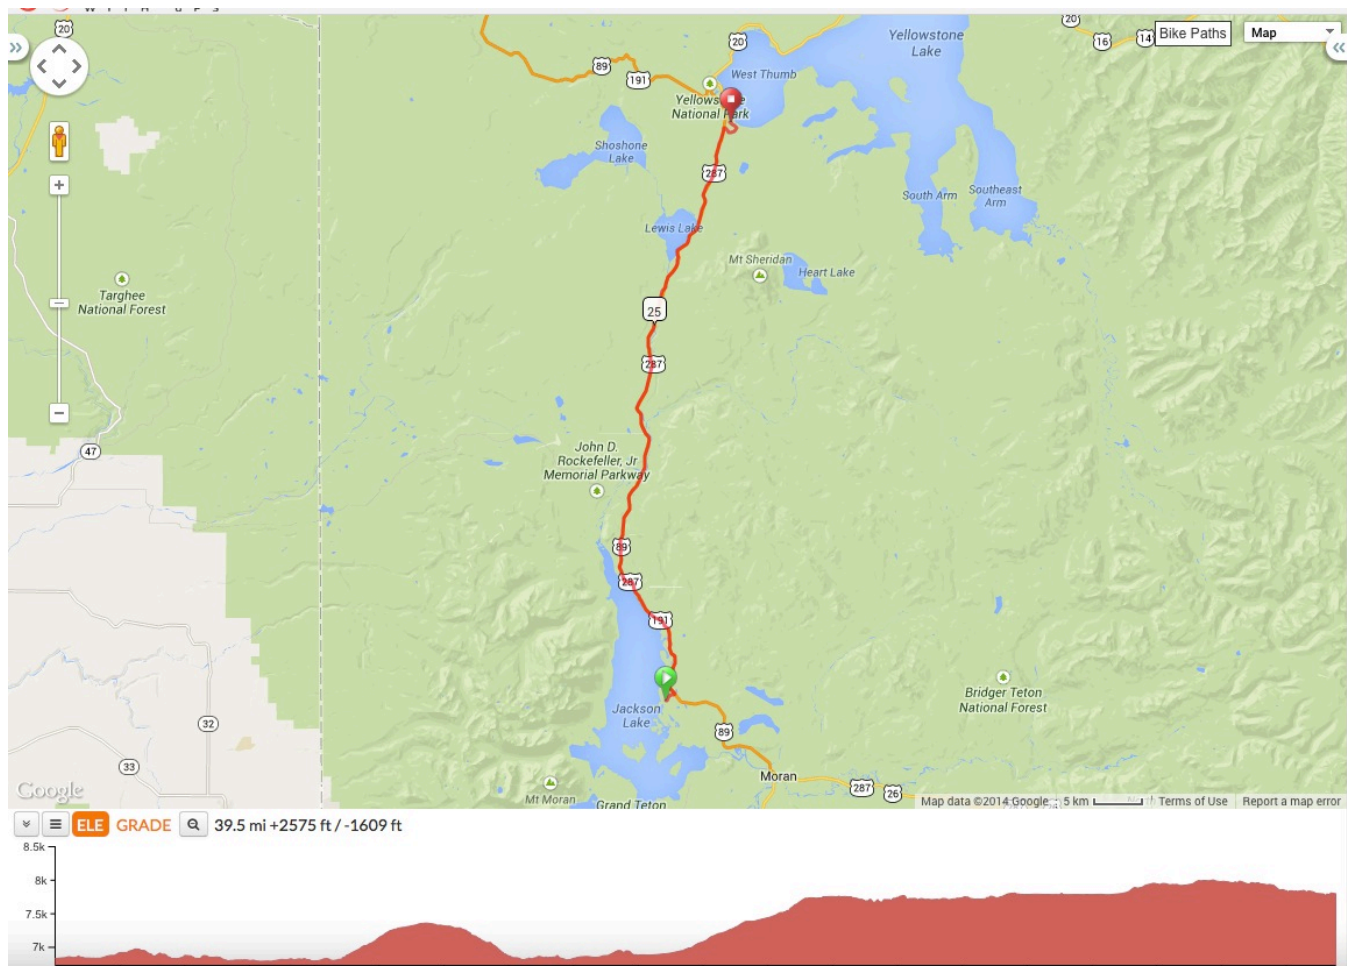 20
20
20
16
14
Bike Paths
Map
Yellowstone
Lake
89
191
West Thumb
Yellows
National Park
Shoshone
Lake
287
South Arm
Southeast
Arm
Lewis Lake
Mt Sheridan
Heart Lake
Targhee
National Forest
25
287
47
John D.
Rockefeller, Jr
Memorial Parkway
89
287
191
Bridger Teton
National Forest
Jackson
Lake
32
89
33
Moran
Google
Mt Moran
Grand Teton
287
26
Map data ©2014 Google
5 km
Terms of Use
Report a map error
ELE GRADE 39.5 mi +2575 ft / -1609 ft
8.5k
8k
7.5k
7k